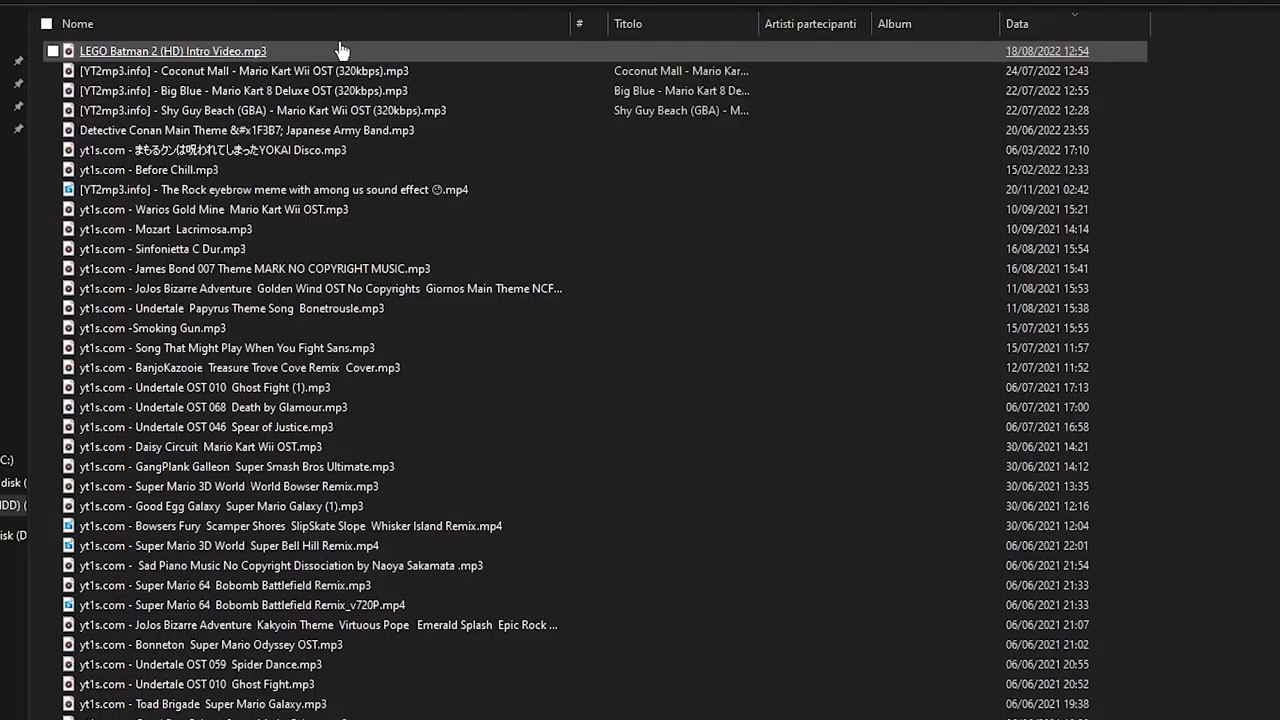 Nome # Titolo Artisti partecipanti Album Data
LEGO Batman 2 (HD) Intro Video.mp3 18/08/2022 12:54
[YT2mp3.info] - Coconut Mall - Mario Kart Wii OST (320kbps).mp3 Coconut Mall - Mario Kar... 24/07/2022 12:43
[YT2mp3.info] - Big Blue - Mario Kart 8 Deluxe OST (320kbps).mp3 Big Blue - Mario Kart 8 De... 22/07/2022 12:55
[YT2mp3.info] - Shy Guy Beach (GBA) - Mario Kart Wii OST (320kbps).mp3 Shy Guy Beach (GBA) - M... 22/07/2022 12:28
Detective Conan Main Theme &#x1F3B7; Japanese Army Band.mp3 20/06/2022 23:55
yt1s.com - まもるクンは呪われてしまったYOKAI Disco.mp3 06/03/2022 17:10
yt1s.com - Before Chill.mp3 15/02/2022 12:33
[YT2mp3.info] - The Rock eyebrow meme with among us sound effect 😳.mp4 20/11/2021 02:42
yt1s.com - Warios Gold Mine Mario Kart Wii OST.mp3 10/09/2021 15:21
yt1s.com - Mozart Lacrimosa.mp3 10/09/2021 14:14
yt1s.com - Sinfonietta C Dur.mp3 16/08/2021 15:54
yt1s.com - James Bond 007 Theme MARK NO COPYRIGHT MUSIC.mp3 16/08/2021 15:41
yt1s.com - JoJos Bizarre Adventure Golden Wind OST No Copyrights Giornos Main Theme NCF... 11/08/2021 15:53
yt1s.com - Undertale Papyrus Theme Song Bonetrousle.mp3 11/08/2021 15:38
yt1s.com -Smoking Gun.mp3 15/07/2021 15:55
yt1s.com - Song That Might Play When You Fight Sans.mp3 15/07/2021 11:57
yt1s.com - BanjoKazooie Treasure Trove Cove Remix Cover.mp3 12/07/2021 11:52
yt1s.com - Undertale OST 010 Ghost Fight (1).mp3 06/07/2021 17:13
yt1s.com - Undertale OST 068 Death by Glamour.mp3 06/07/2021 17:00
yt1s.com - Undertale OST 046 Spear of Justice.mp3 06/07/2021 16:58
yt1s.com - Daisy Circuit Mario Kart Wii OST.mp3 30/06/2021 14:21
C:) yt1s.com - GangPlank Galleon Super Smash Bros Ultimate.mp3 30/06/2021 14:12
disk ( yt1s.com - Super Mario 3D World World Bowser Remix.mp3 30/06/2021 13:35
HDD) ( yt1s.com - Good Egg Galaxy Super Mario Galaxy (1).mp3 30/06/2021 12:16
yt1s.com - Bowsers Fury Scamper Shores SlipSkate Slope Whisker Island Remix.mp4 30/06/2021 12:04
isk (D yt1s.com - Super Mario 3D World Super Bell Hill Remix.mp4 06/06/2021 22:01
yt1s.com - Sad Piano Music No Copyright Dissociation by Naoya Sakamata .mp3 06/06/2021 21:54
yt1s.com - Super Mario 64 Bobomb Battlefield Remix.mp3 06/06/2021 21:33
yt1s.com - Super Mario 64 Bobomb Battlefield Remix_v720P.mp4 06/06/2021 21:33
yt1s.com - JoJos Bizarre Adventure Kakyoin Theme Virtuous Pope Emerald Splash Epic Rock ... 06/06/2021 21:07
yt1s.com - Bonneton Super Mario Odyssey OST.mp3 06/06/2021 21:02
yt1s.com - Undertale OST 059 Spider Dance.mp3 06/06/2021 20:55
yt1s.com - Undertale OST 010 Ghost Fight.mp3 06/06/2021 20:52
yt1s.com - Toad Brigade Super Mario Galaxy.mp3 06/06/2021 19:38